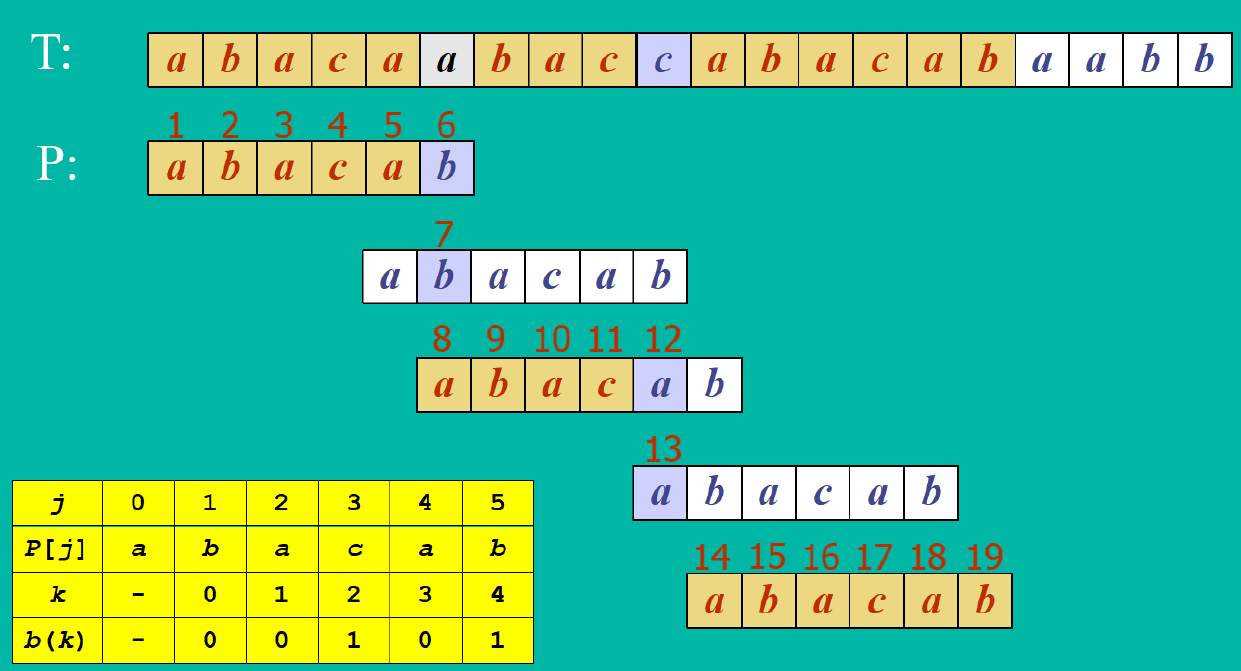 T: a b a c a a b a c c a b a c a b a a b b
1 2 3 4 5 6
P: a b a c a b
7
a b a c a b
8 9 10 11 12
a b a c a b
13
a b a c a b
14 15 16 17 18 19
a b a c a b
j 0 1 2 3 4 5
P[j] a b a c a b
k - 0 1 2 3 4
b(k) - 0 0 1 0 1